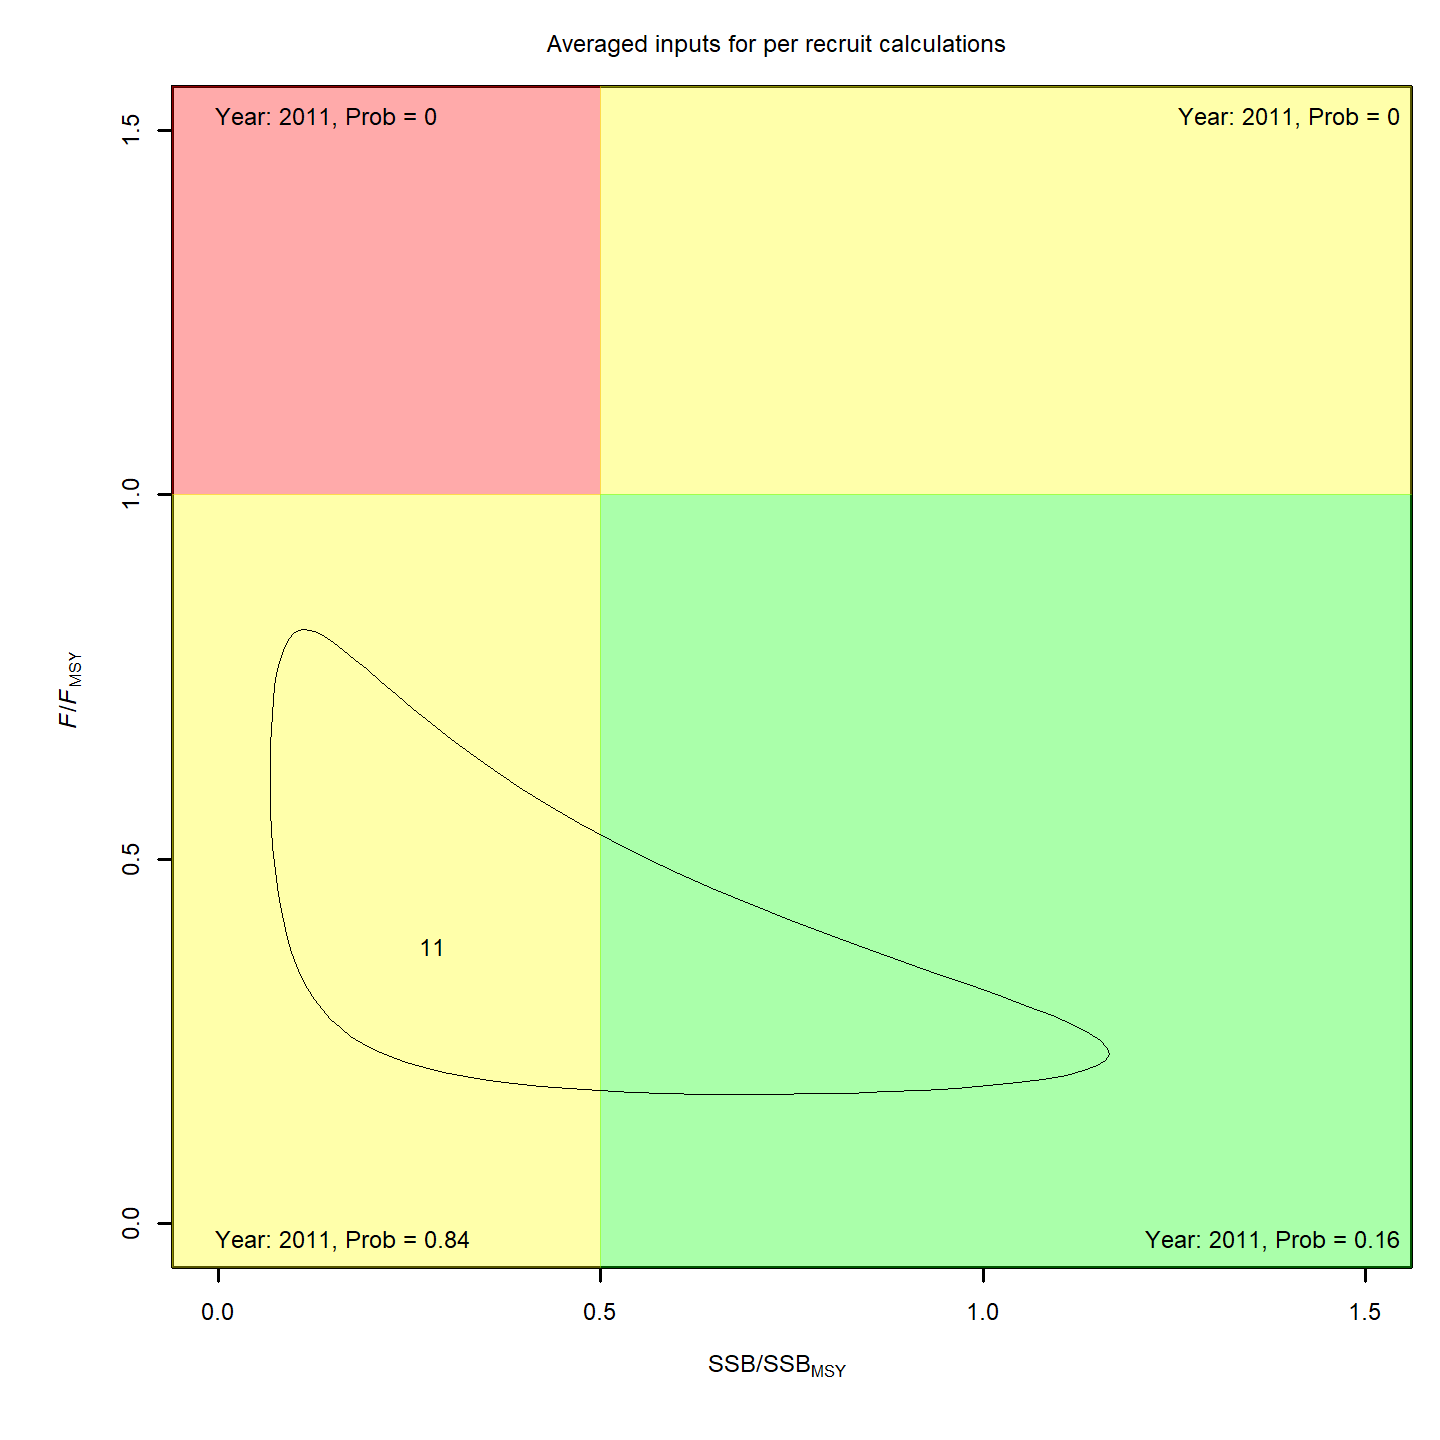 Averaged inputs for per recruit calculations
Year: 2011, Prob = 0
Year: 2011, Prob = 0
1.5
1.0
0.5
0.0
F/FMSY
11
Year: 2011, Prob = 0.84
Year: 2011, Prob = 0.16
0.0
0.5
1.0
1.5
SSB/SSBMSY